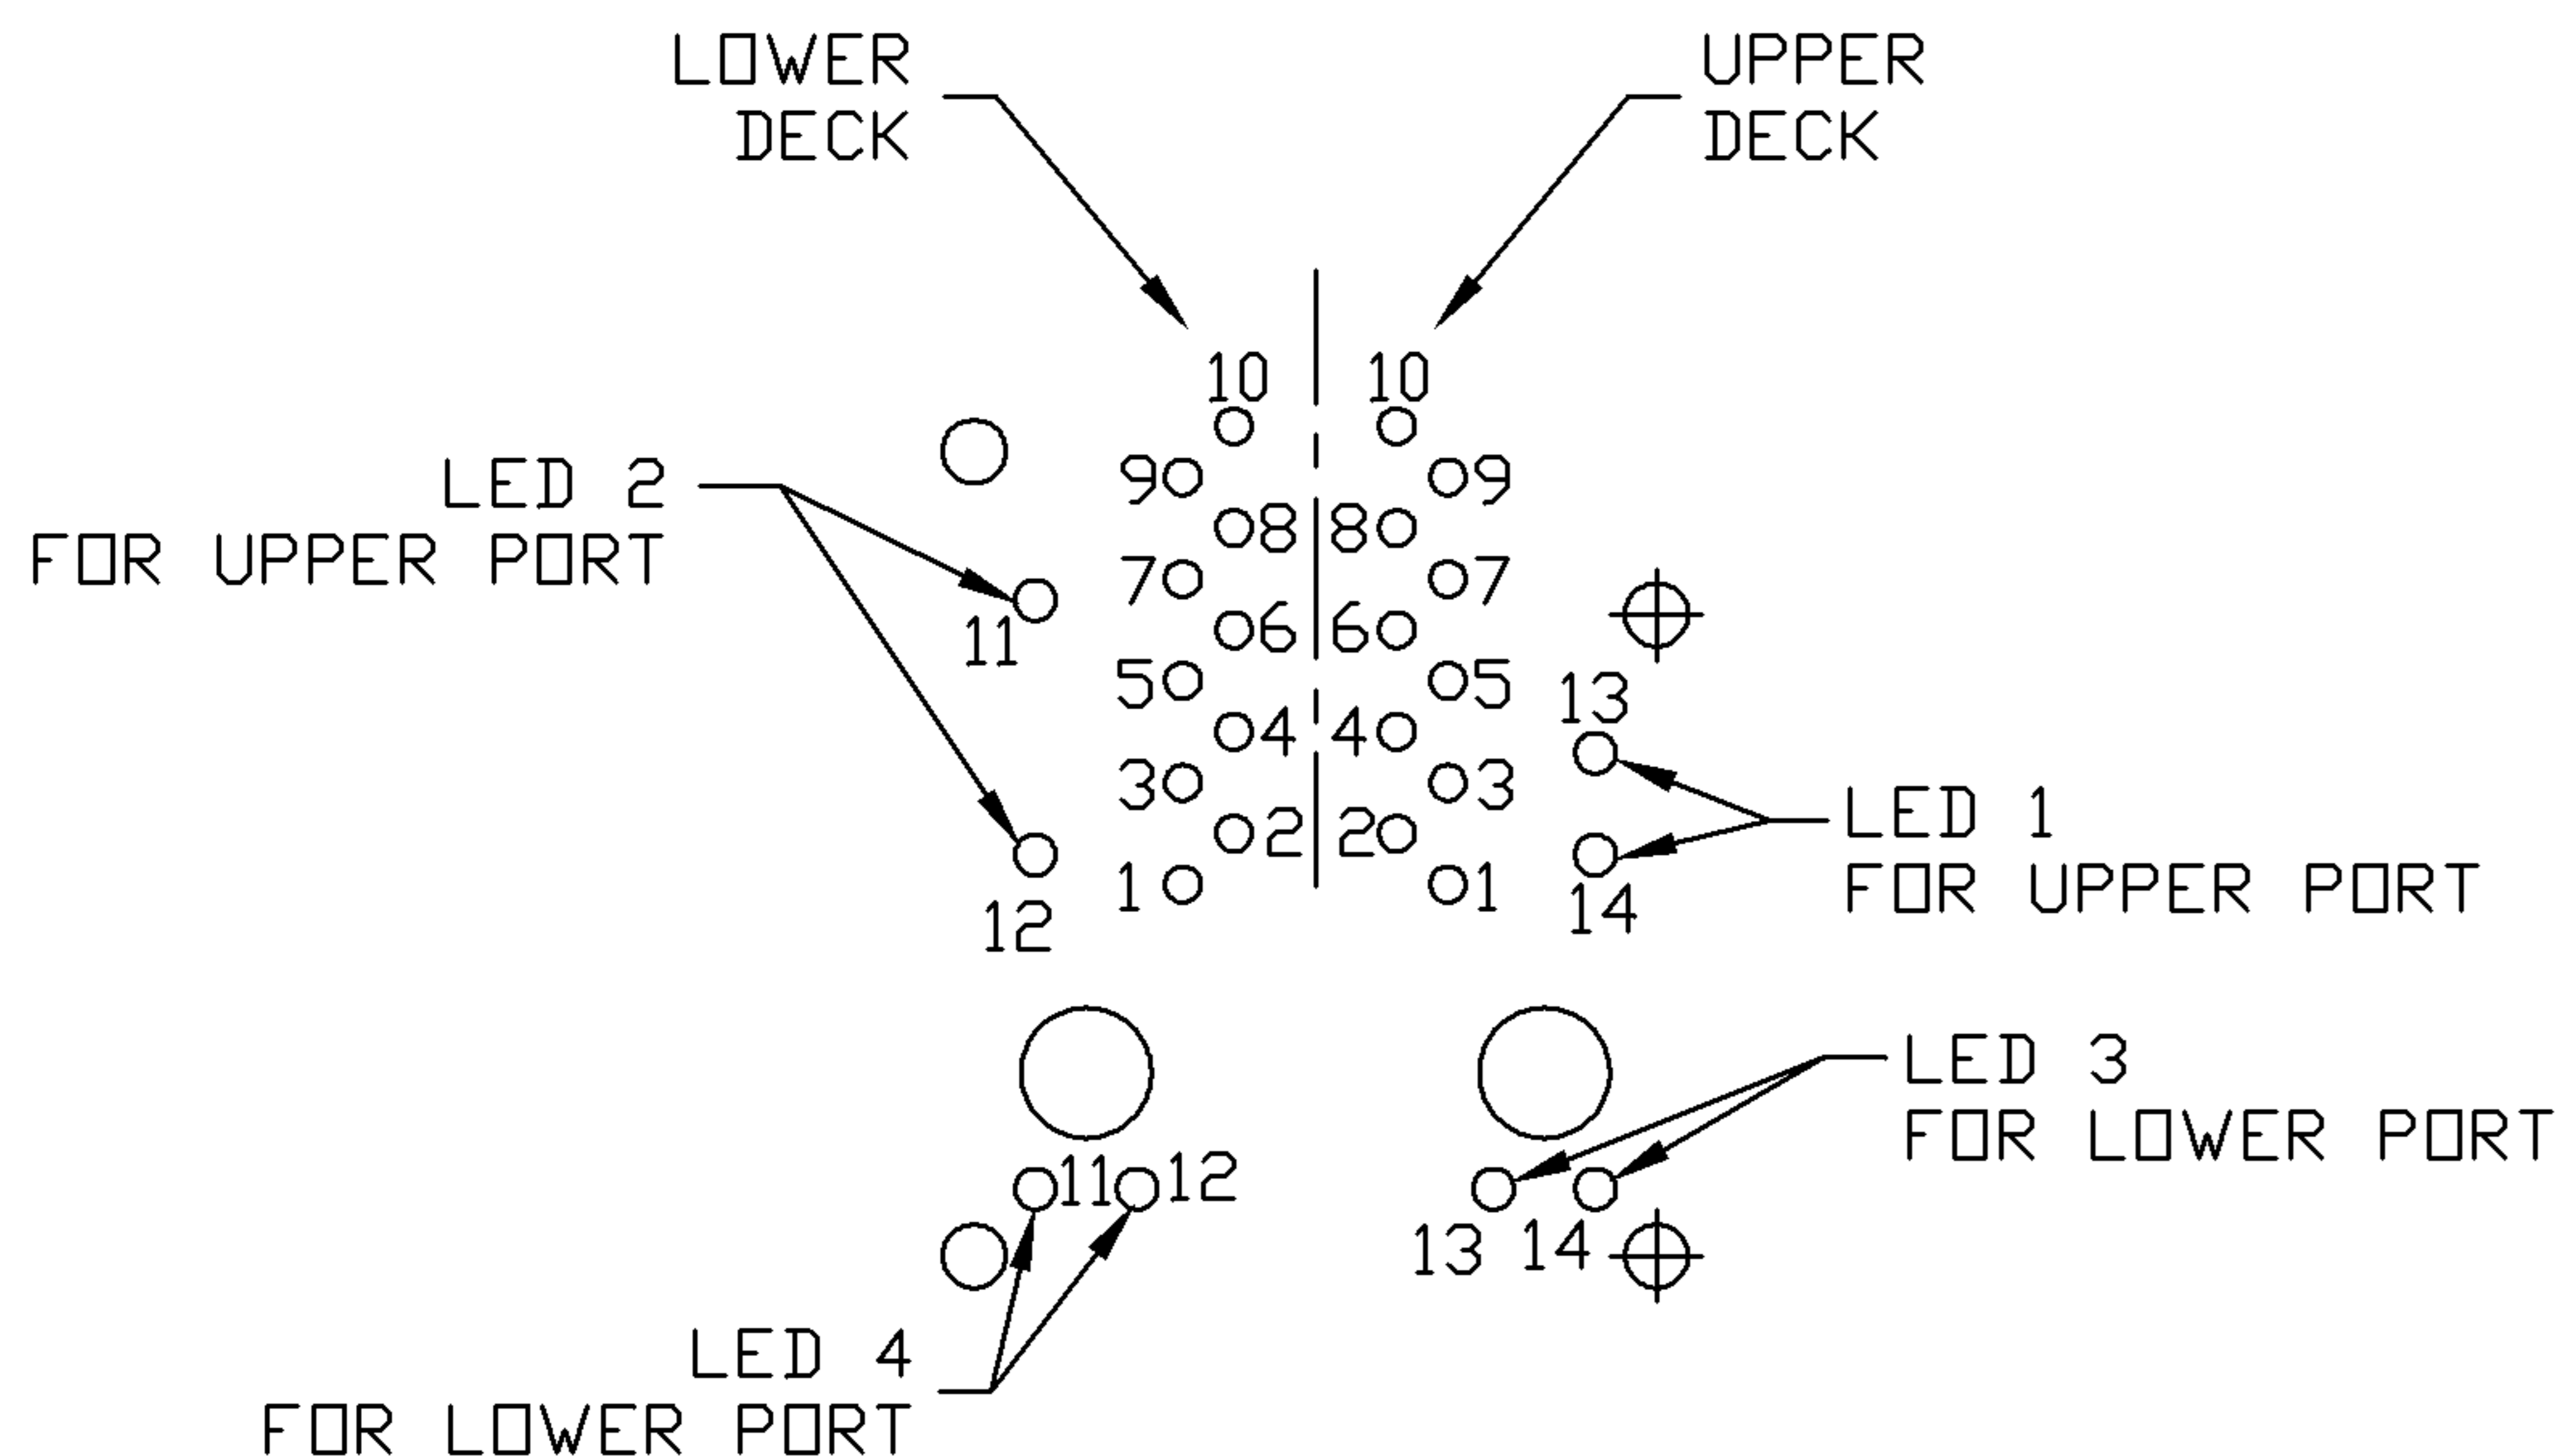 LOWER
DECK
UPPER
DECK
10 10
LED 2
FOR UPPER PORT
9 9
8 8
7 7
11
6 6
5 5
13
4 4
3 3
LED 1
FOR UPPER PORT
2 2
1 1
14
12
LED 3
FOR LOWER PORT
11 12
13 14
LED 4
FOR LOWER PORT